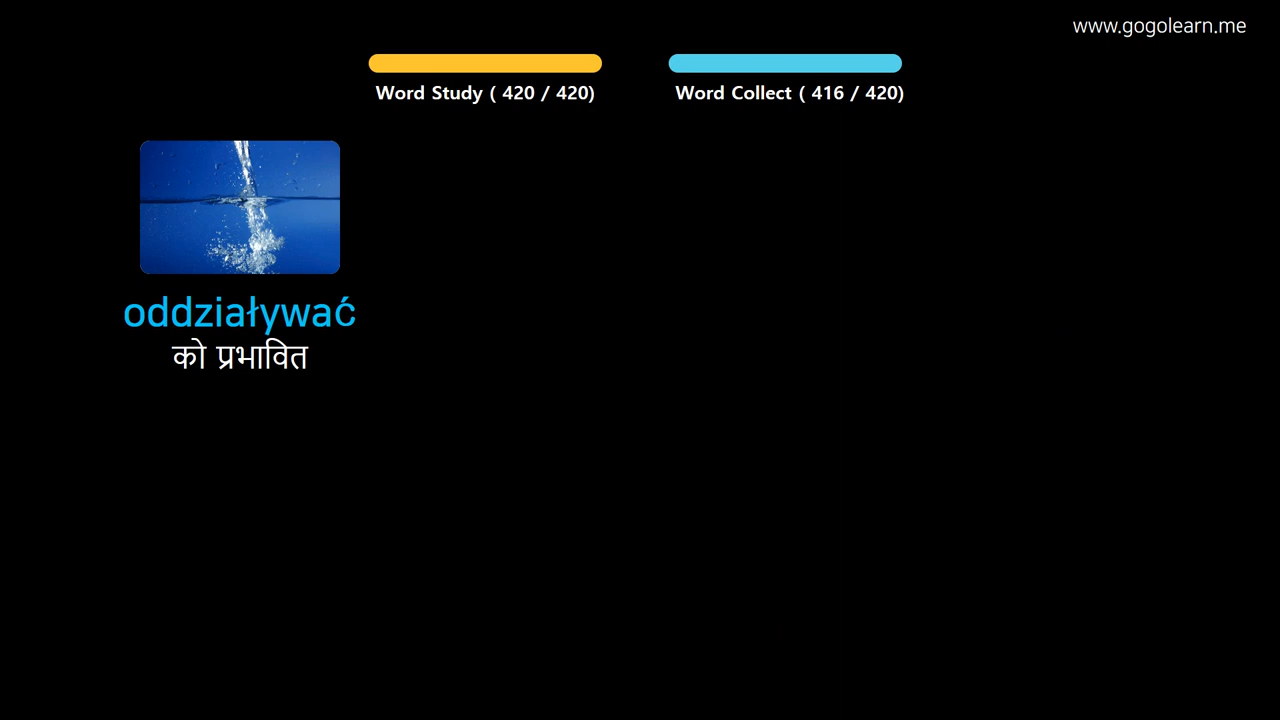 www.gogolearn.me
Word Study ( 420 / 420)
Word Collect ( 416 / 420)
oddziaływać
को प्रभावित